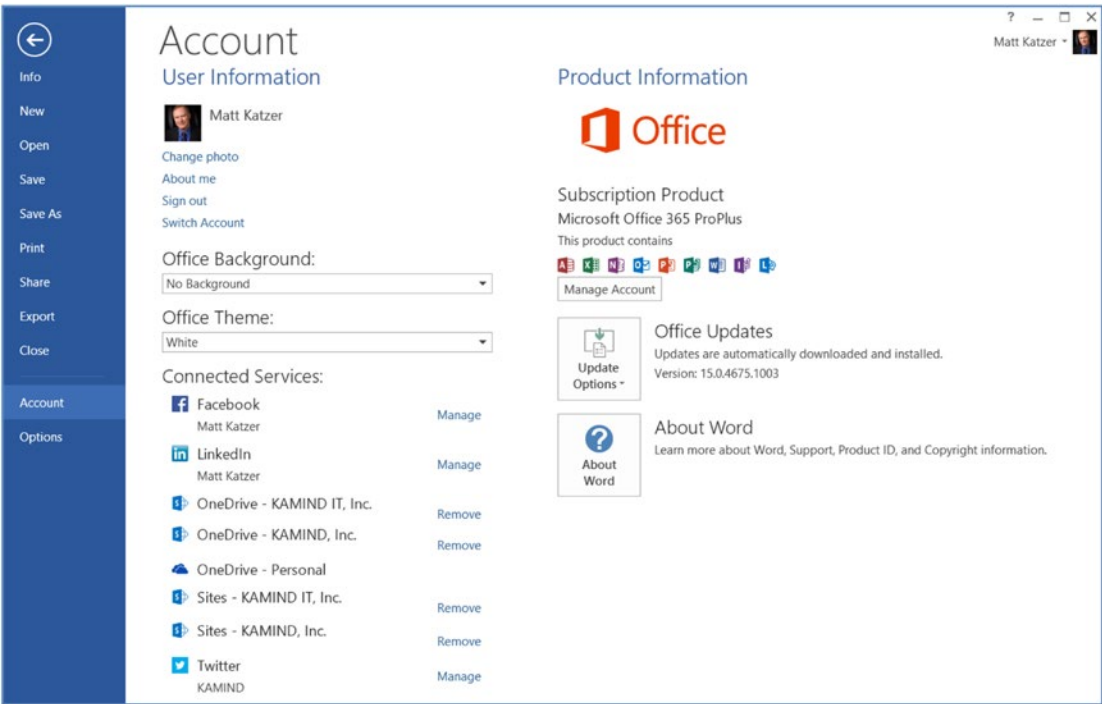 ? – □ ×
Matt Katzer
Info
New
Open
Save
Save As
Print
Share
Export
Close
Account
Options
Account
User Information
Matt Katzer
Change photo
About me
Sign out
Switch Account
Office Background:
No Background
Office Theme:
White
Connected Services:
Facebook
Matt Katzer
Manage
LinkedIn
Matt Katzer
Manage
OneDrive - KAMIND IT, Inc.
Remove
OneDrive - KAMIND, Inc.
Remove
OneDrive - Personal
Sites - KAMIND IT, Inc.
Remove
Sites - KAMIND, Inc.
Remove
Twitter
KAMIND
Manage
Product Information
Office
Subscription Product
Microsoft Office 365 ProPlus
This product contains
Manage Account
Update
Options
Office Updates
Updates are automatically downloaded and installed.
Version: 15.0.4675.1003
About
Word
About Word
Learn more about Word, Support, Product ID, and Copyright information.